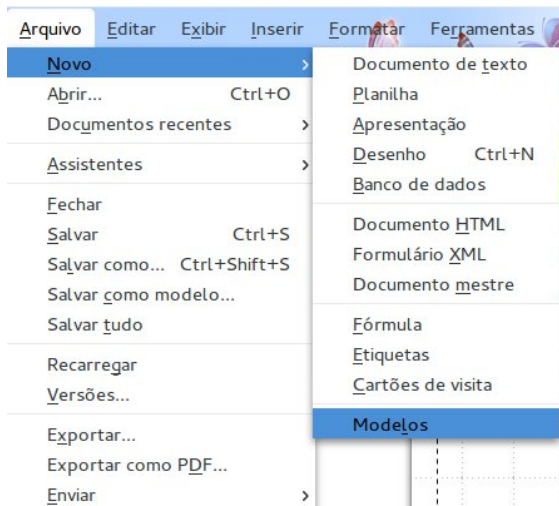 Arquivo Editar Exibir Inserir Formatar Ferramentas
Novo
Abrir... Ctrl+O
Documentos recentes
Assistentes
Fechar
Salvar Ctrl+S
Salvar como... Ctrl+Shift+S
Salvar como modelo...
Salvar tudo
Recarregar
Versões...
Exportar...
Exportar como PDF...
Enviar
Documento de texto
Planilha
Apresentação
Desenho Ctrl+N
Banco de dados
Documento HTML
Formulário XML
Documento mestre
Fórmula
Etiquetas
Cartões de visita
Modelos